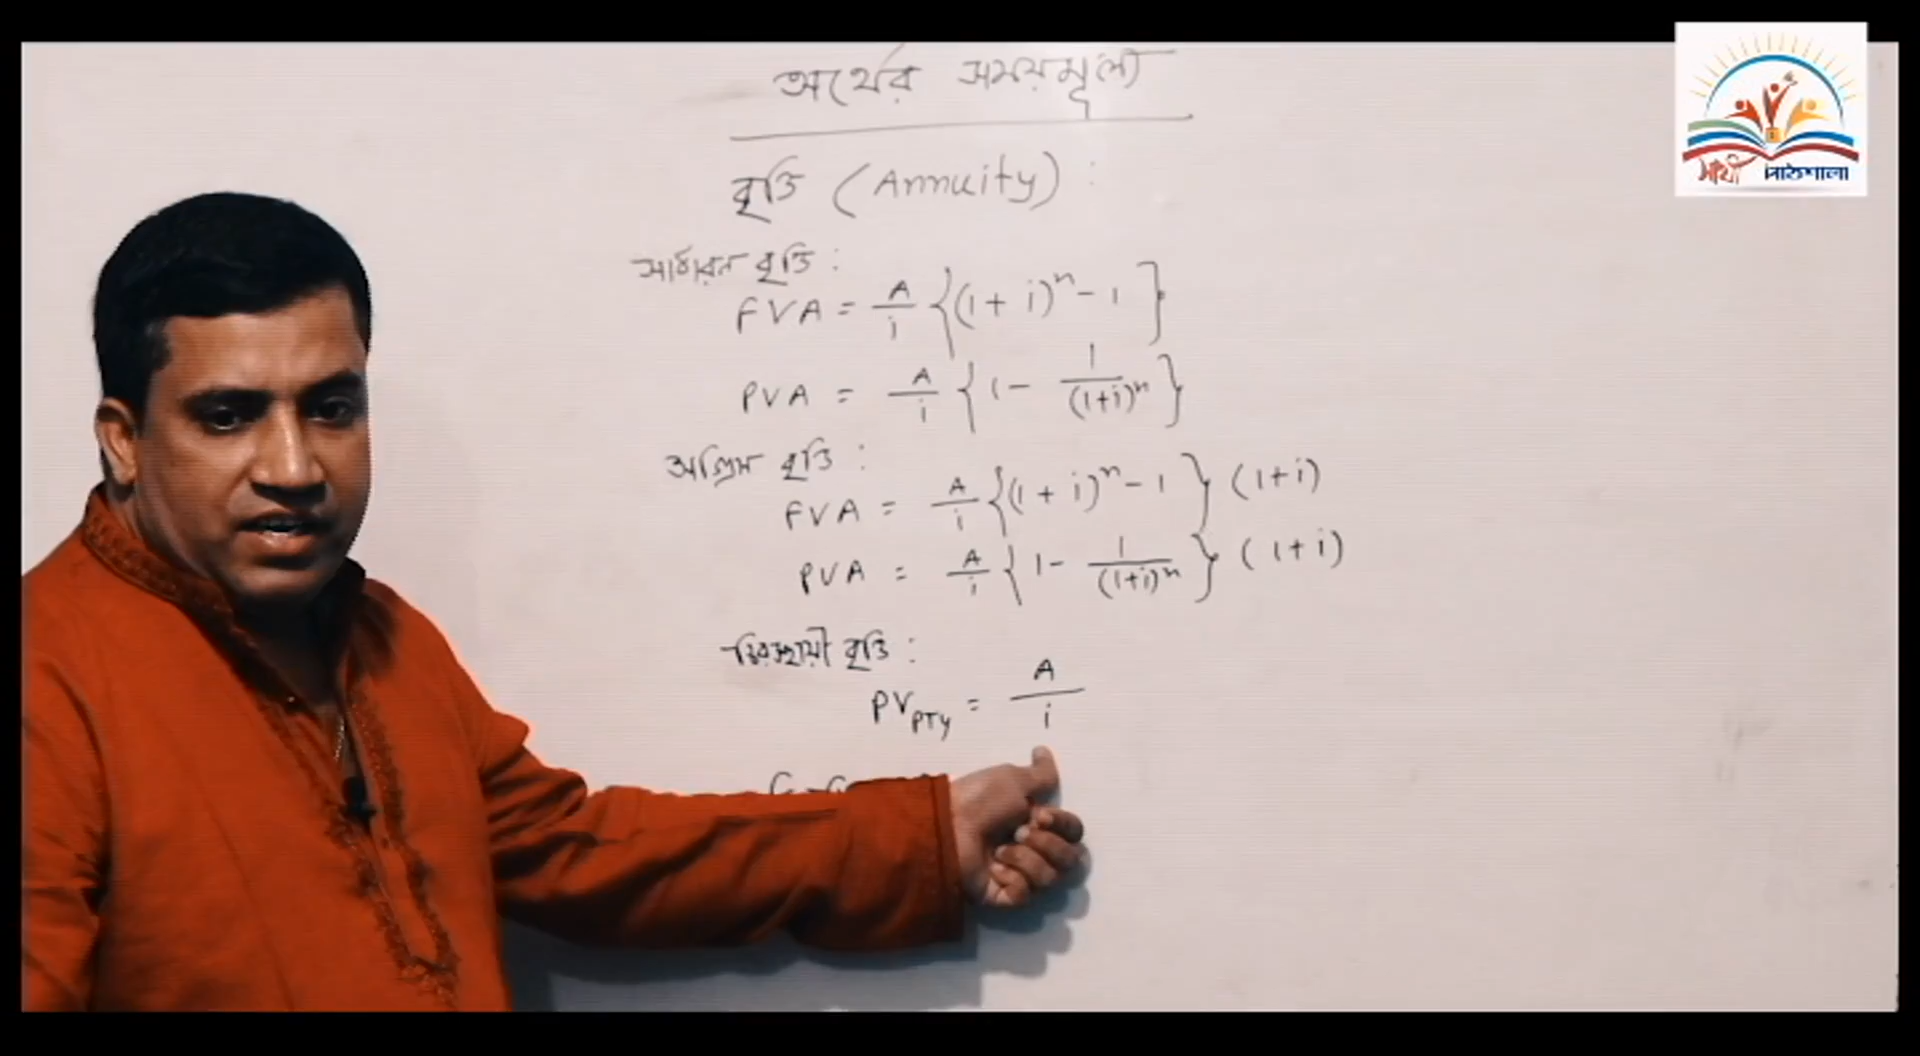 অর্থের সময়মূল্য
বৃত্তি (Annuity) :
সাধারন বৃত্তি :
FVA = A/i {(1 + i)^n - 1}
PVA = A/i {1 - 1/(1+i)^n}
অগ্রিম বৃত্তি :
FVA = A/i {(1 + i)^n - 1} (1+i)
PVA = A/i {1 - 1/(1+i)^n} (1+i)
চিরস্থায়ী বৃত্তি :
PV_PTY = A/i
সাথী পাঠশালা